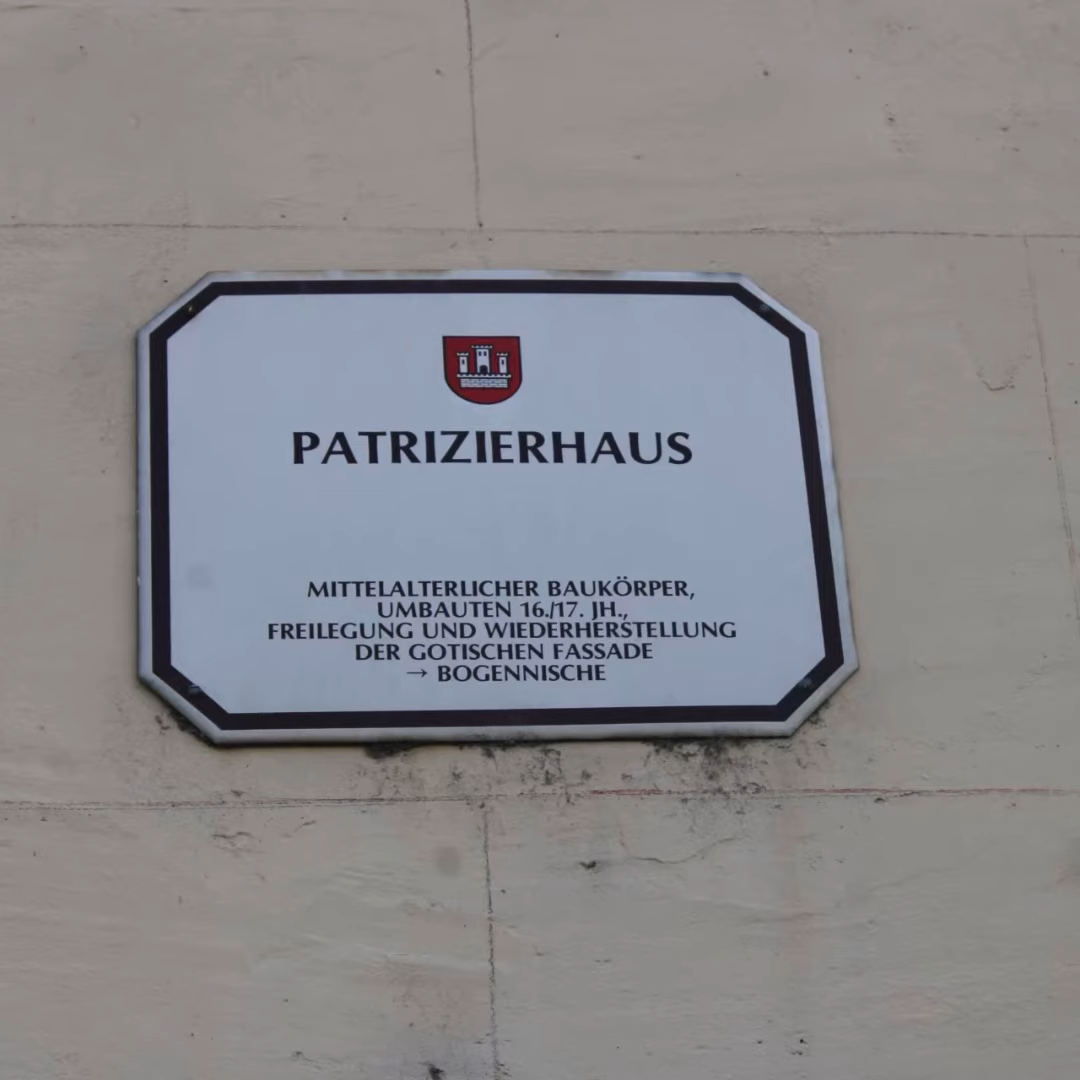 PATRIZIERHAUS
MITTELALTERLICHER BAUKÖRPER,
UMBAUTEN 16./17. JH.,
FREILEGUNG UND WIEDERHERSTELLUNG
DER GOTISCHEN FASSADE
→ BOGENNISCHE